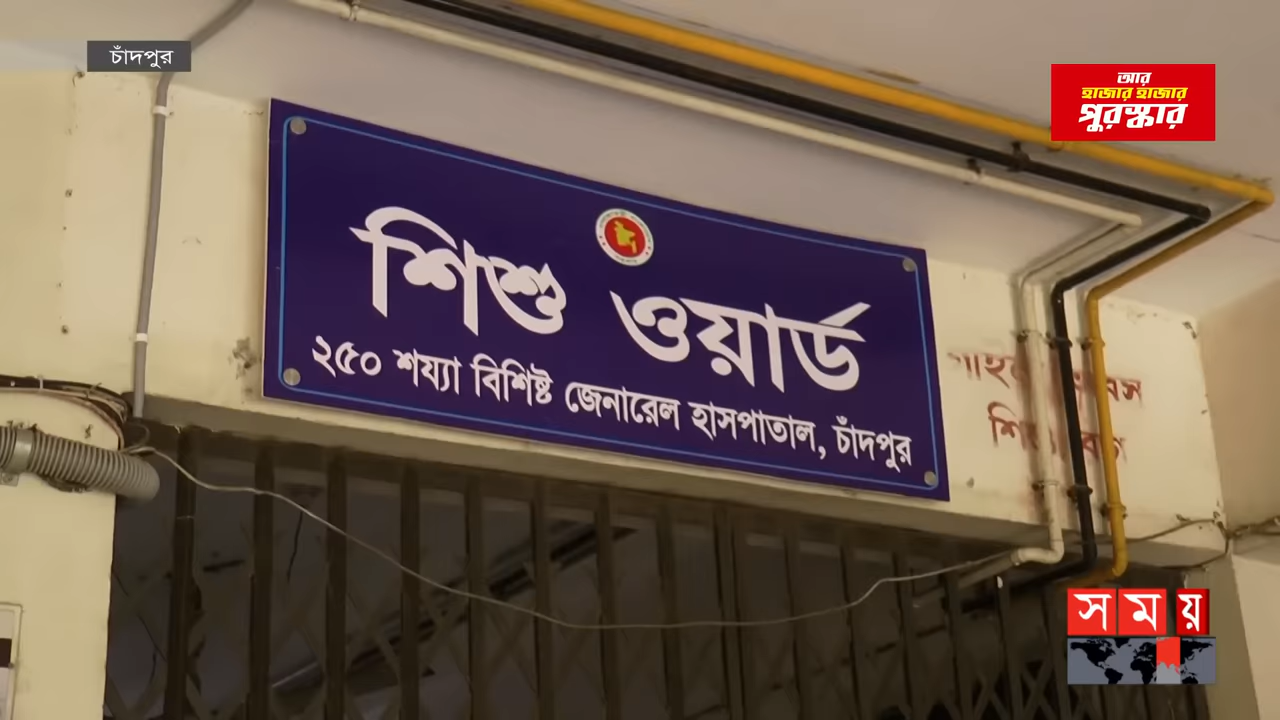 চাঁদপুর
আর
হাজার হাজার
পুরস্কার
শিশু ওয়ার্ড
২৫০ শয্যা বিশিষ্ট জেনারেল হাসপাতাল, চাঁদপুর
সময়